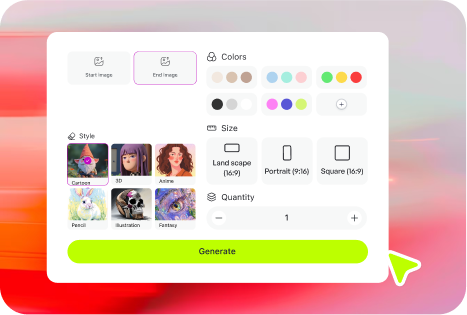 Start Image
End Image
Colors
Style
Cartoon
3D
Anime
Pencil
Illustration
Fantasy
Size
Land scape
(16:9)
Portrait (9:16)
Square (16:9)
Quantity
− 1 +
Generate